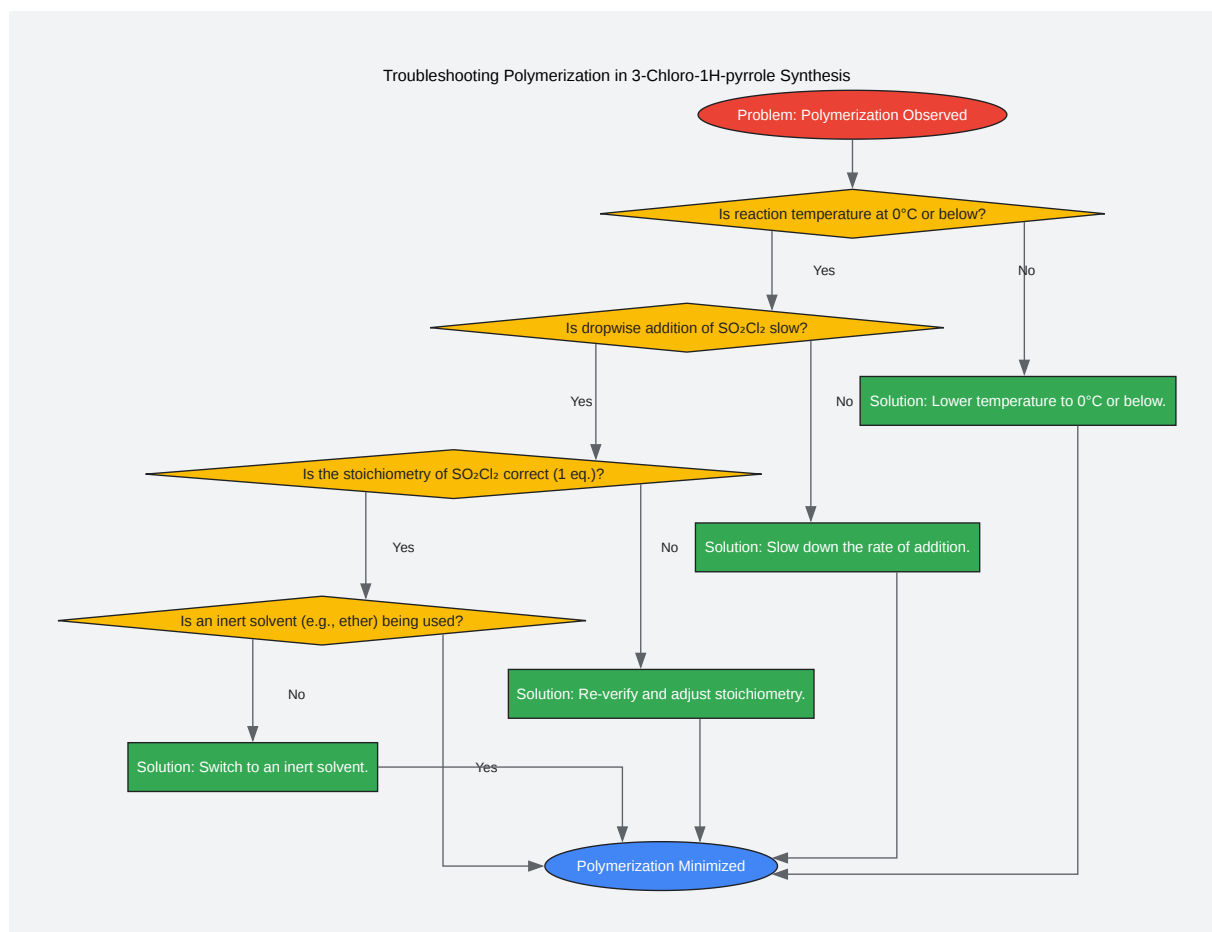 Troubleshooting Polymerization in 3-Chloro-1H-pyrrole Synthesis
Problem: Polymerization Observed
Is reaction temperature at 0°C or below?
Yes
No
Is dropwise addition of SO₂Cl₂ slow?
Yes
No
Solution: Lower temperature to 0°C or below.
Is the stoichiometry of SO₂Cl₂ correct (1 eq.)?
Yes
No
Solution: Slow down the rate of addition.
Is an inert solvent (e.g., ether) being used?
No
Solution: Re-verify and adjust stoichiometry.
Solution: Switch to an inert solvent.
Yes
Polymerization Minimized